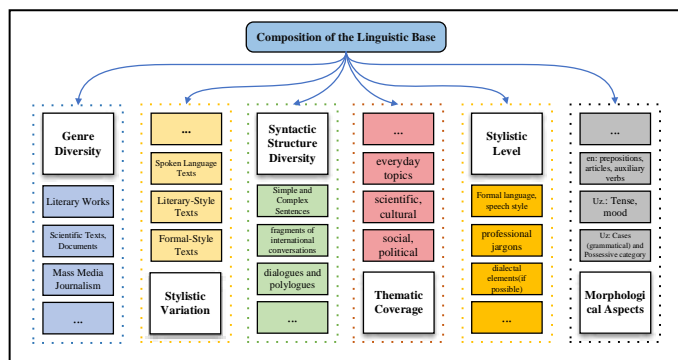 Composition of the Linguistic Base
Genre
Diversity
Literary Works
Scientific Texts,
Documents
Mass Media
Journalism
...
...
Spoken Language
Texts
Literary-Style
Texts
Formal-Style
Texts
Stylistic
Variation
Syntactic
Structure
Diversity
Simple and
Complex
Sentences
fragments of
international
conversations
dialogues and
polylogues
...
...
everyday
topics
scientific,
cultural
social,
political
Thematic
Coverage
Stylistic
Level
Formal language,
speech style
professional
jargons
dialectal
elements(if
possible)
...
...
en: prepositions,
articles, auxiliary
verbs
Uz.: Tense,
mood
Uz: Cases
(grammatical) and
Possessive category
Morpholog
ical Aspects